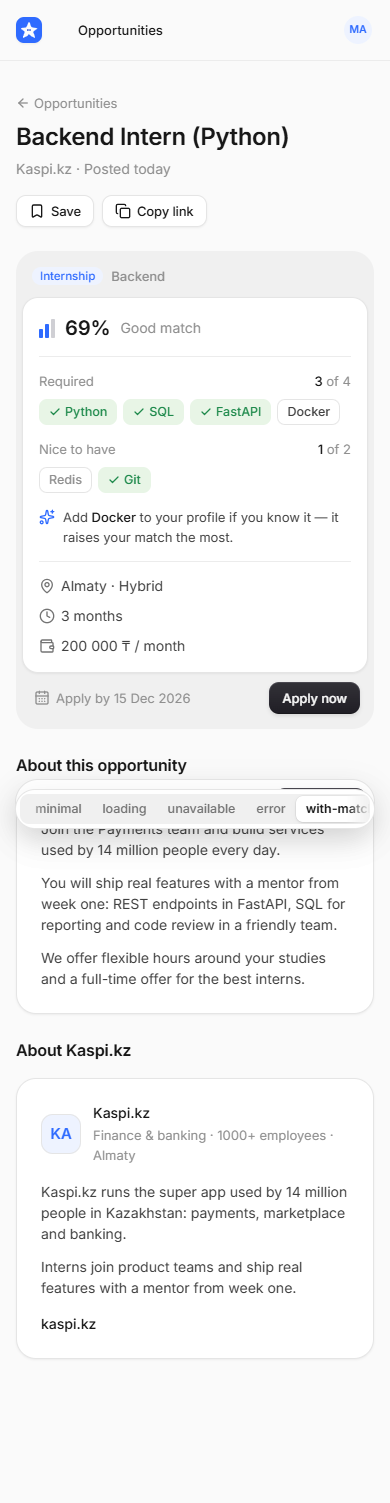 Opportunities
MA
Opportunities
Backend Intern (Python)
Kaspi.kz · Posted today
Save
Copy link
Internship Backend
69% Good match
Required 3 of 4
Python SQL FastAPI Docker
Nice to have 1 of 2
Redis Git
Add Docker to your profile if you know it — it
raises your match the most.
Almaty · Hybrid
3 months
200 000 ₸ / month
Apply by 15 Dec 2026 Apply now
About this opportunity
minimal loading unavailable error
Join the Payments team and build services
used by 14 million people every day.
You will ship real features with a mentor from
week one: REST endpoints in FastAPI, SQL for
reporting and code review in a friendly team.
We offer flexible hours around your studies
and a full-time offer for the best interns.
About Kaspi.kz
KA
Kaspi.kz
Finance & banking · 1000+ employees ·
Almaty
Kaspi.kz runs the super app used by 14 million
people in Kazakhstan: payments, marketplace
and banking.
Interns join product teams and ship real
features with a mentor from week one.
kaspi.kz